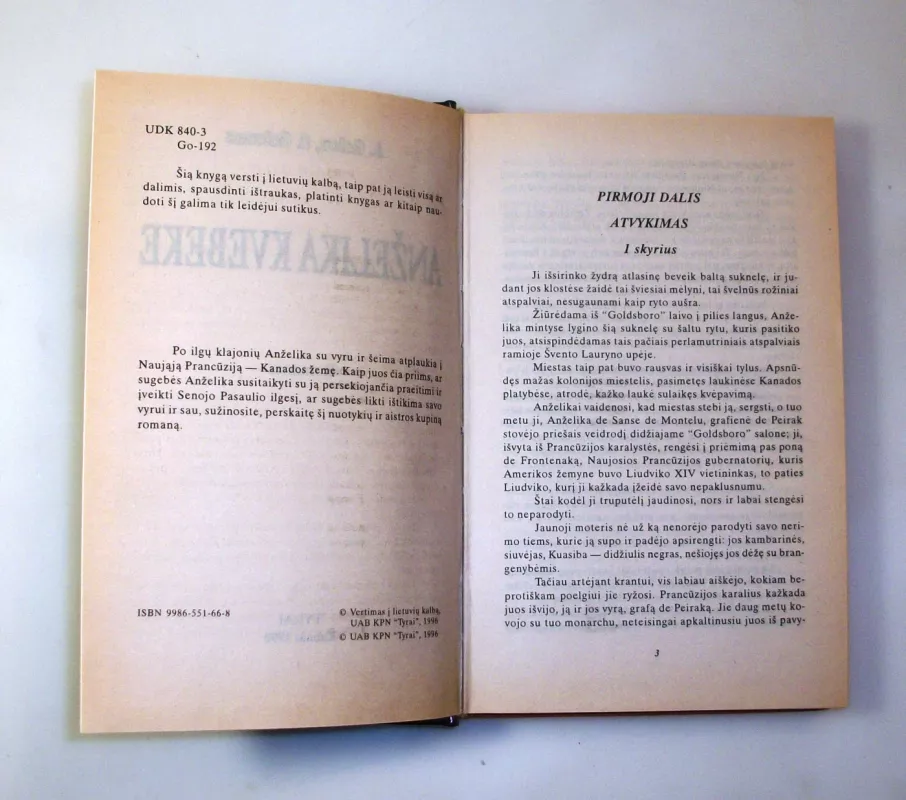 UDK 840-3
Go-192
Šią knygą versti į lietuvių kalbą, taip pat ją leisti visą ar
dalimis, spausdinti ištraukas, platinti knygas ar kitaip nau-
doti šį galima tik leidėjui sutikus.
ANŽELIKA KVEBEKE
Po ilgų klajonių Anželika su vyru ir šeima atplaukia į
Naująją Prancūziją — Kanados žemę. Kaip juos čia priims, ar
sugebės Anželika susitaikyti su ją persekiojančia praeitimi ir
įveikti Senojo Pasaulio ilgesį, ar sugebės likti ištikima savo
vyrui ir sau, sužinosite, perskaitę šį nuotykių ir aistros kupiną
romaną.
ISBN 9986-551-66-8
© Vertimas į lietuvių kalbą,
UAB KPN "Tyrai", 1996
© UAB KPN "Tyrai", 1996
PIRMOJI DALIS
ATVYKIMAS
I skyrius
Ji išsirinko žydrą atlasinę beveik baltą suknelę, ir ju-
dant jos klostėse žaidė tai šviesiai mėlyni, tai švelnūs rožiniai
atspalviai, nesugaunami kaip ryto aušra.
Žiūrėdama iš "Goldsboro" laivo į pilies langus, Anže-
lika mintyse lygino šią suknelę su šaltu rytu, kuris pasitiko
juos, atsispindėdamas tais pačiais perlamutriniais atspalviais
ramioje Švento Lauryno upėje.
Miestas taip pat buvo rausvas ir visiškai tylus. Apsnū-
dęs mažas kolonijos miestelis, pasimetęs laukinėse Kanados
platybėse, atrodė, kažko laukė sulaikęs kvėpavimą.
Anželikai vaidenosi, kad miestas stebi ją, sergsti, o tuo
metu ji, Anželika de Sanse de Montelu, grafienė de Peirak
stovėjo priešais veidrodį didžiajame "Goldsboro" salone; ji,
išvyta iš Prancūzijos karalystės, rengėsi į priėmimą pas poną
de Frontenaką, Naujosios Prancūzijos gubernatorių, kuris
Amerikos žemyne buvo Liudviko XIV vietininkas, to paties
Liudviko, kurį ji kažkada įžeidė savo nepaklusnumu.
Štai kodėl ji truputėlį jaudinosi, nors ir labai stengėsi
to neparodyti.
Jaunoji moteris nė už ką nenorėjo parodyti savo neri-
mo tiems, kurie ją supo ir padėjo apsirengti: jos kambarinės,
siuvėjas, Kuasiba — didžiulis negras, nešiojęs jos dėžę su bran-
genybėmis.
Tačiau artėjant krantui, vis labiau aiškėjo, kokiam be-
protiškam poelgiui jie ryžosi. Prancūzijos karalius kažkada
juos išvijo, ją ir jos vyrą, grafą de Peiraką. Jie daug metų ko-
vojo su tuo monarchu, neteisingai apkaltinusiu juos iš pavy-
3